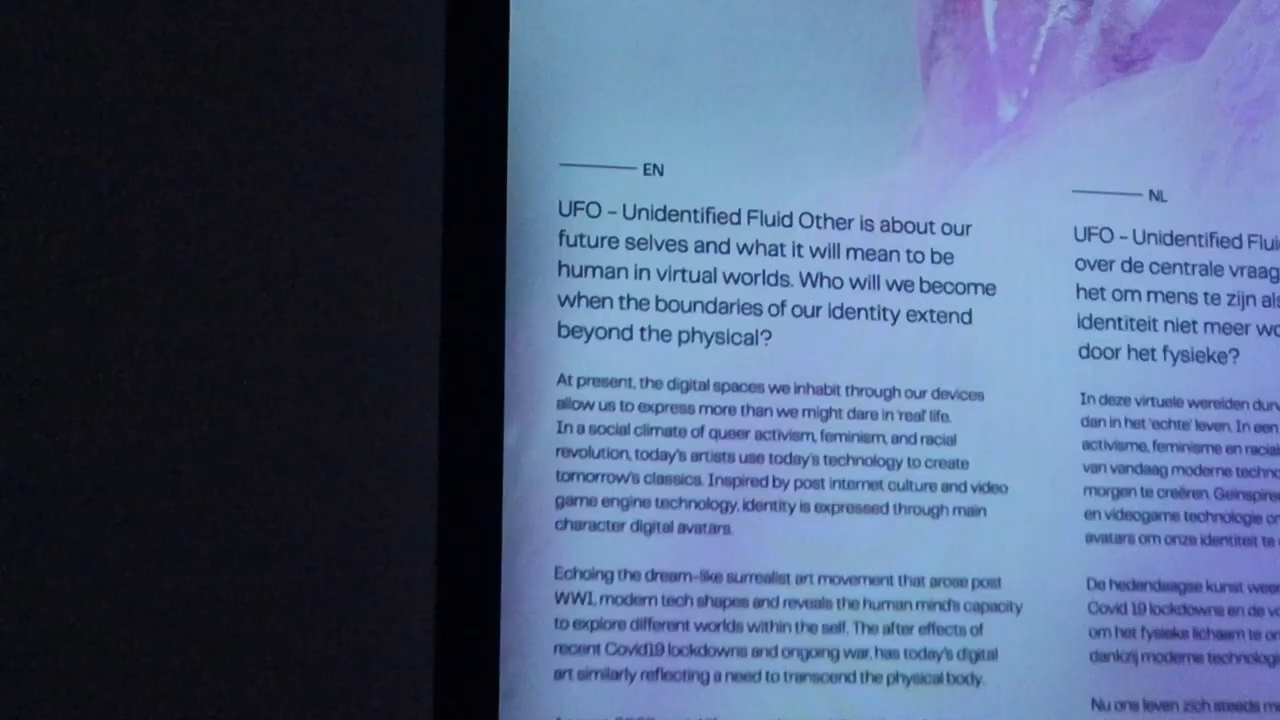 EN
UFO – Unidentified Fluid Other is about our
future selves and what it will mean to be
human in virtual worlds. Who will we become
when the boundaries of our identity extend
beyond the physical?
At present, the digital spaces we inhabit through our devices
allow us to express more than we might dare in 'real' life.
In a social climate of queer activism, feminism, and racial
revolution, today's artists use today's technology to create
tomorrow's classics. Inspired by post internet culture and video
game engine technology, identity is expressed through main
character digital avatars.
Echoing the dream-like surrealist art movement that arose post
WWI, modern tech shapes and reveals the human mind's capacity
to explore different worlds within the self. The after effects of
recent Covid19 lockdowns and ongoing war, has today's digital
art similarly reflecting a need to transcend the physical body.
NL
UFO – Unidentified
over de centrale vraag
het om mens te zijn
identiteit niet meer
door het fysieke?
In deze virtuele werelden
dan in het 'echte' leven. In een
activisme, feminisme en
van vandaag moderne
morgen te creëren.
en videogame technologie
avatars om onze identiteit te
De hedendaagse kunst
Covid 19 lockdowns en de
om het fysieke lichaam te
dankzij moderne
Nu ons leven zich steeds